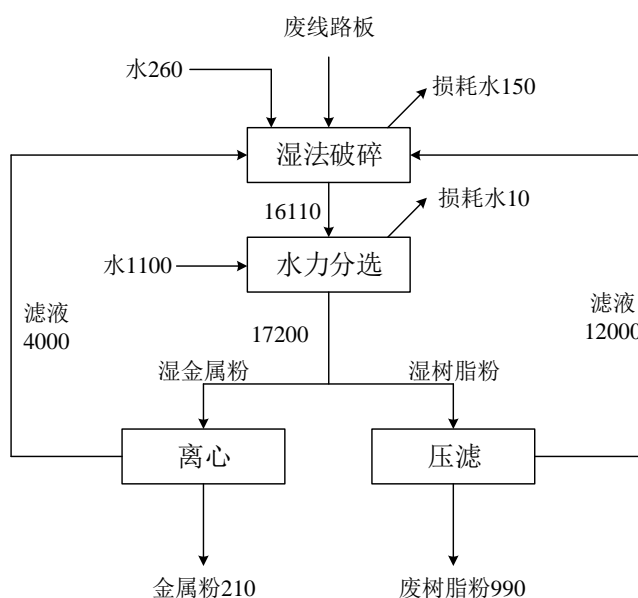 废线路板
水260
损耗水150
湿法破碎
16110
损耗水10
水1100
水力分选
滤液
4000
17200
滤液
12000
湿金属粉
湿树脂粉
离心
压滤
金属粉210
废树脂粉990